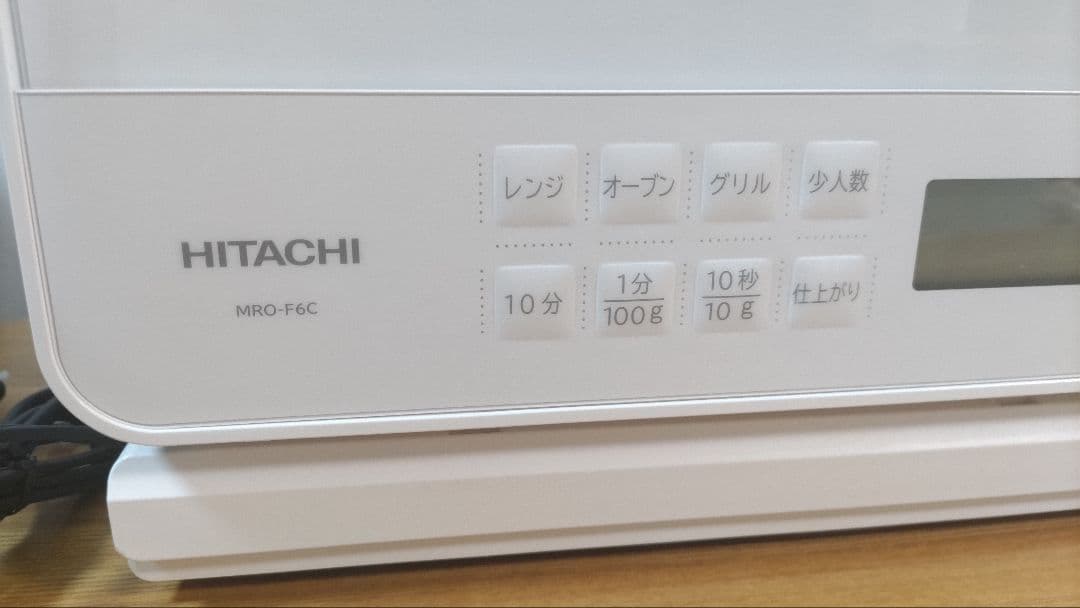 レンジ オーブン グリル 少人数
HITACHI
MRO-F6C
10分 1分 10秒 仕上がり
100g 10g